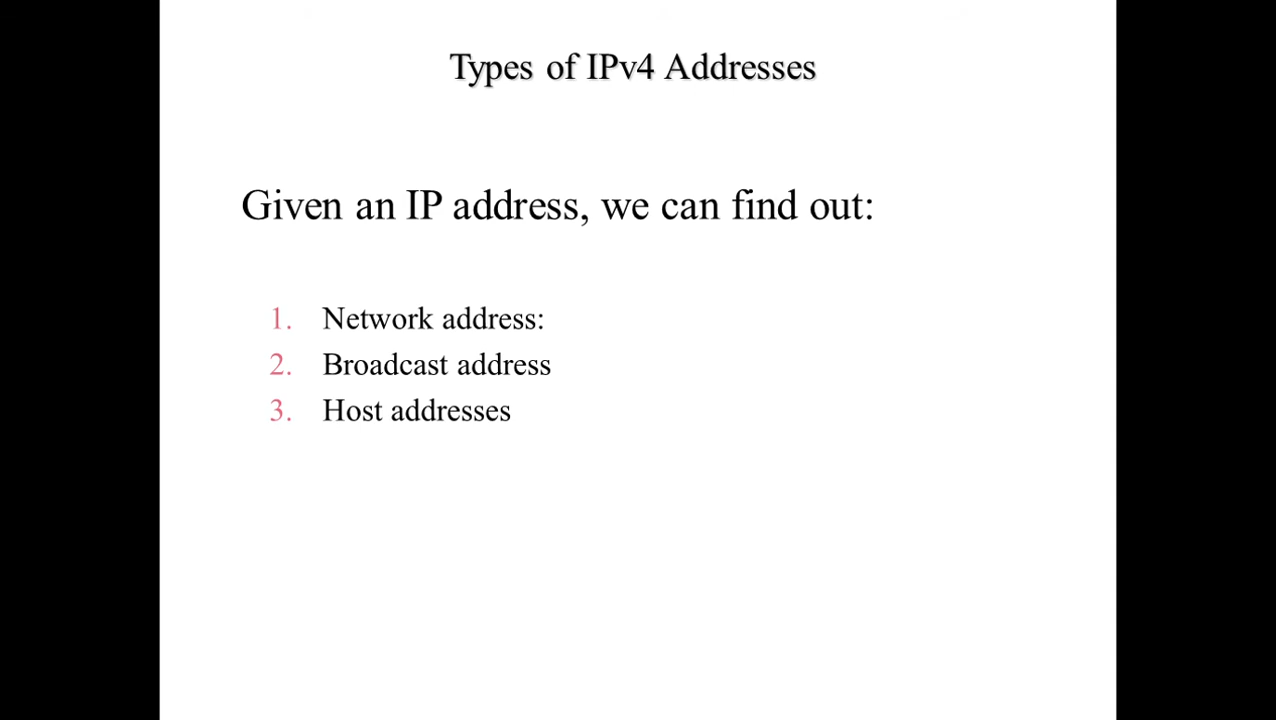 Types of IPv4 Addresses
Given an IP address, we can find out:
1. Network address:
2. Broadcast address
3. Host addresses